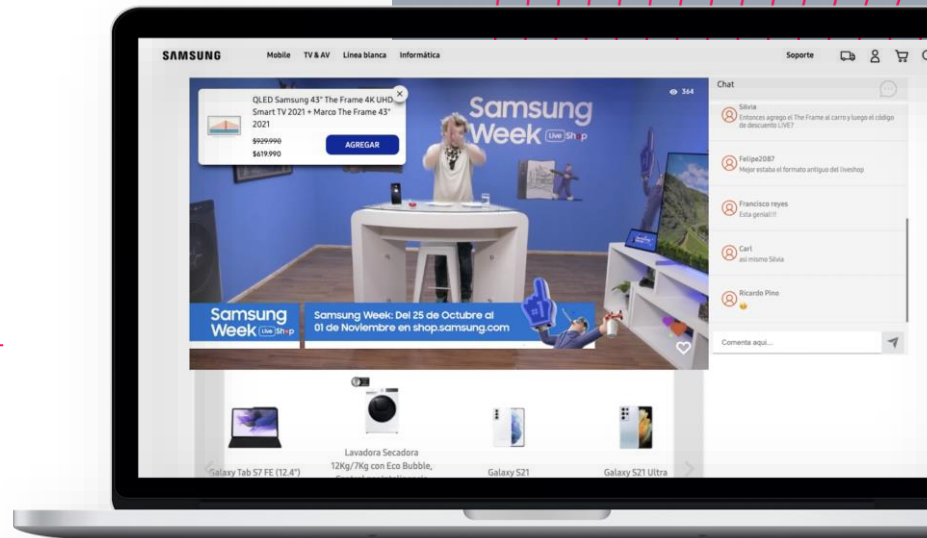 SAMSUNG
Mobile TV & AV Línea blanca Informática
Soporte
QLED Samsung 43" The Frame 4K UHD
Smart TV 2021 + Marco The Frame 43"
2021
$929.990
$619.990
AGREGAR
364
Samsung
Week Live Shop
Samsung
Week Live Shop
Samsung Week: Del 25 de Octubre al
01 de Noviembre en shop.samsung.com
#1
Chat
Silvia
Entonces agrego el The Frame al carro y luego el código
de descuento LIVE?
Felipe2087
Mejor estaba el formato antiguo del liveshop
Francisco reyes
Esta genial!!!
Carl
asi mismo Silvia
Ricardo Pino
Comenta aqui...
Galaxy Tab S7 FE (12.4")
Lavadora Secadora
12Kg/7Kg con Eco Bubble,
Galaxy S21
Galaxy S21 Ultra